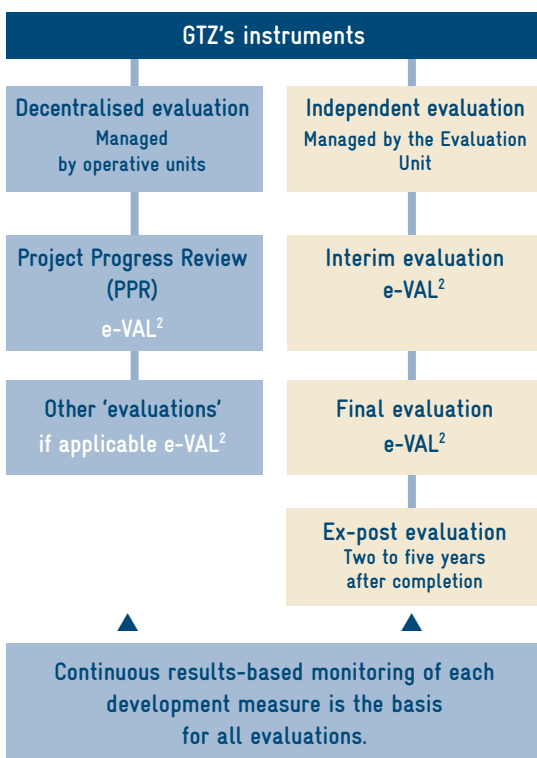 GTZ's instruments
Decentralised evaluation
Managed
by operative units
Independent evaluation
Managed by the Evaluation
Unit
Project Progress Review
(PPR)
e-VAL²
Interim evaluation
e-VAL²
Other ‘evaluations’
if applicable e-VAL²
Final evaluation
e-VAL²
Ex-post evaluation
Two to five years
after completion
Continuous results-based monitoring of each
development measure is the basis
for all evaluations.